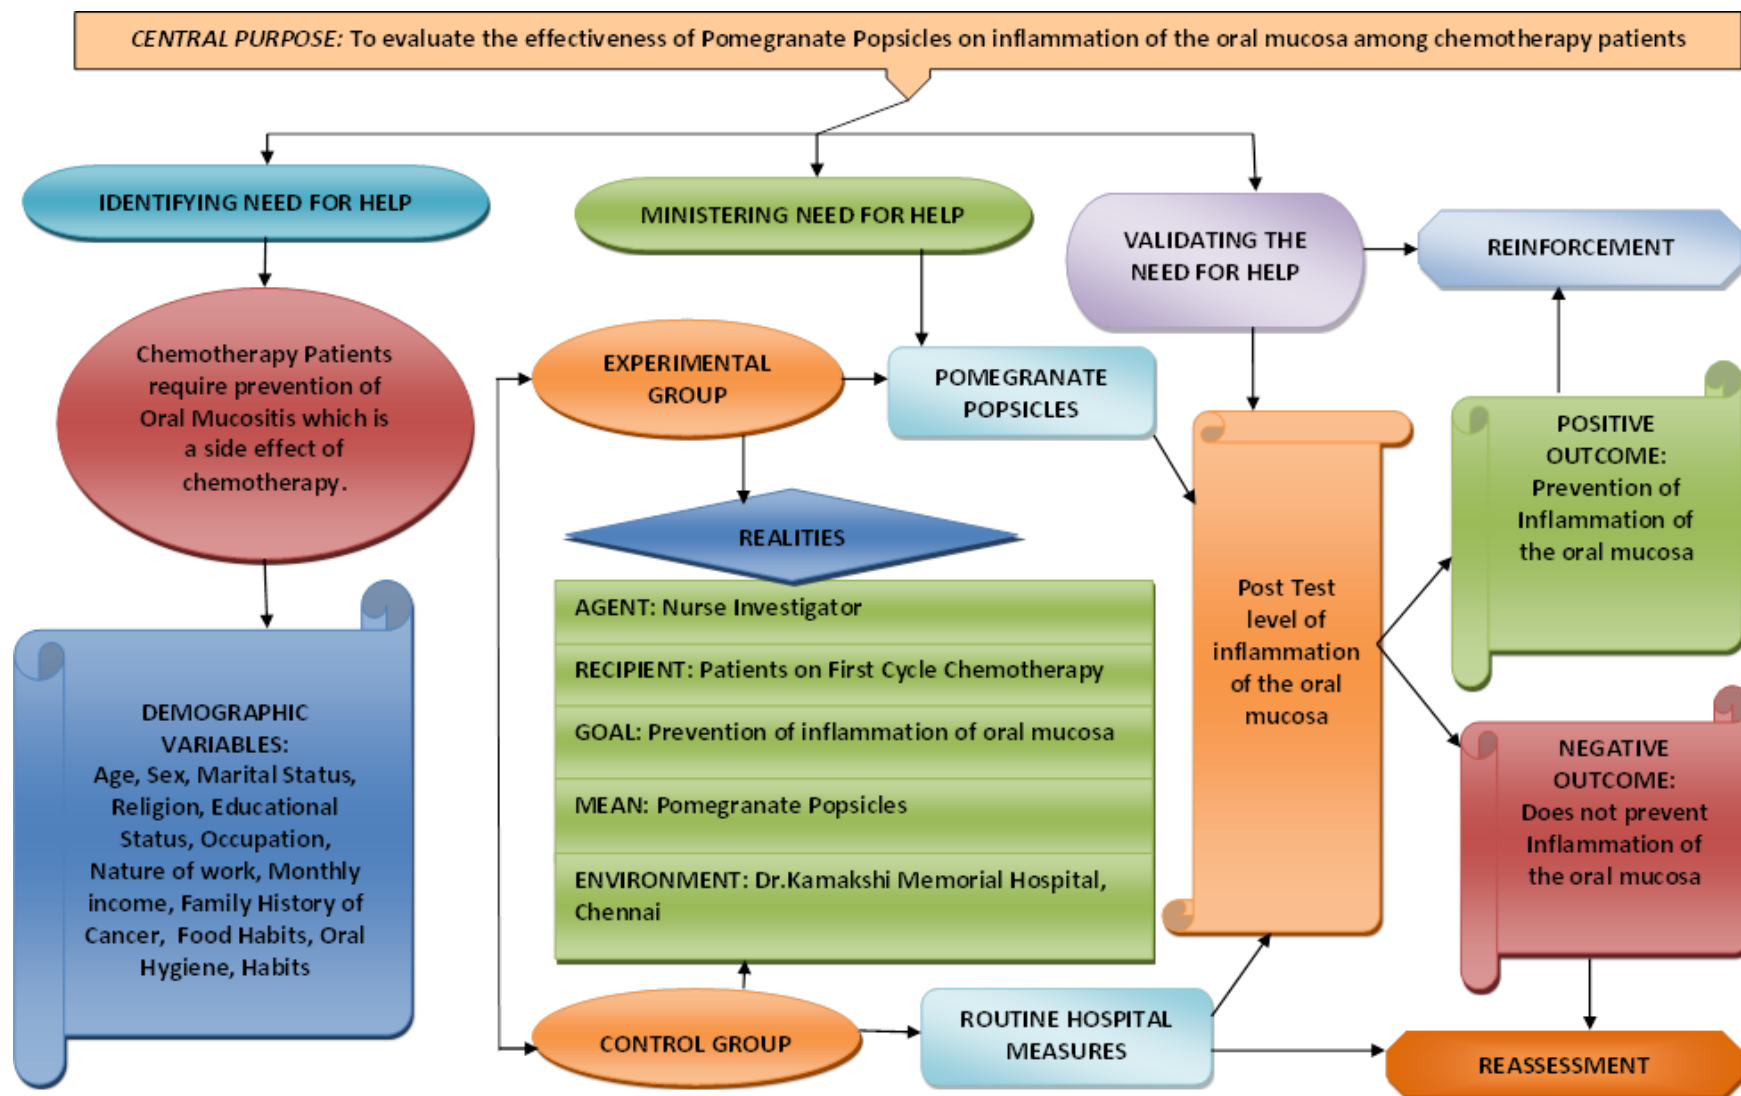 CENTRAL PURPOSE: To evaluate the effectiveness of Pomegranate Popsicles on inflammation of the oral mucosa among chemotherapy patients
IDENTIFYING NEED FOR HELP
Chemotherapy Patients
require prevention of
Oral Mucositis which is
a side effect of
chemotherapy.
DEMOGRAPHIC
VARIABLES:
Age, Sex, Marital Status,
Religion, Educational
Status, Occupation,
Nature of work, Monthly
income, Family History of
Cancer, Food Habits, Oral
Hygiene, Habits
MINISTERING NEED FOR HELP
EXPERIMENTAL
GROUP
POMEGRANATE
POPSICLES
REALITIES
AGENT: Nurse Investigator
RECIPIENT: Patients on First Cycle Chemotherapy
GOAL: Prevention of inflammation of oral mucosa
MEAN: Pomegranate Popsicles
ENVIRONMENT: Dr.Kamakshi Memorial Hospital,
Chennai
CONTROL GROUP
ROUTINE HOSPITAL
MEASURES
VALIDATING THE
NEED FOR HELP
Post Test
level of
inflammation
of the oral
mucosa
REINFORCEMENT
POSITIVE
OUTCOME:
Prevention of
Inflammation of
the oral mucosa
NEGATIVE
OUTCOME:
Does not prevent
Inflammation of
the oral mucosa
REASSESSMENT